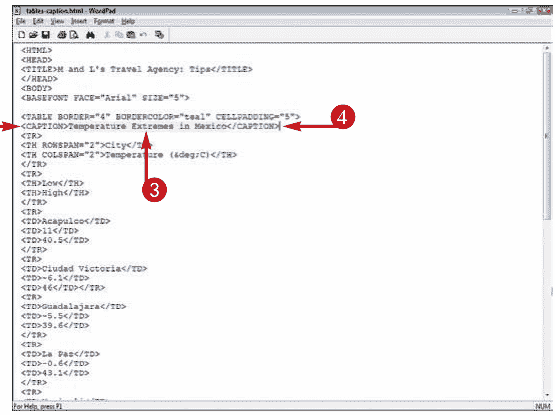 tables-caption.html - WordPad
File Edit View Insert Format Help
<HTML>
<HEAD>
<TITLE>M and L's Travel Agency: Tips</TITLE>
</HEAD>
<BODY>
<BASEFONT FACE="Arial" SIZE="5">
<TABLE BORDER="4" BORDERCOLOR="teal" CELLPADDING="5">
<CAPTION>Temperature Extremes in Mexico</CAPTION>
4
<TR>
<TH ROWSPAN="2">City</TH>
<TH COLSPAN="2">Temperature (&deg;C)</TH>
</TR>
<TR>
3
<TH>Low</TH>
<TH>High</TH>
</TR>
<TR>
<TD>Acapulco</TD>
<TD>11</TD>
<TD>40.5</TD>
</TR>
<TR>
<TD>Ciudad Victoria</TD>
<TD>-6.1</TD>
<TD>46</TD></TR>
<TR>
<TD>Guadalajara</TD>
<TD>-5.5</TD>
<TD>39.6</TD>
</TR>
<TR>
<TD>La Paz</TD>
<TD>-0.6</TD>
<TD>43.1</TD>
</TR>
<TR>
For Help, press F1
NUM